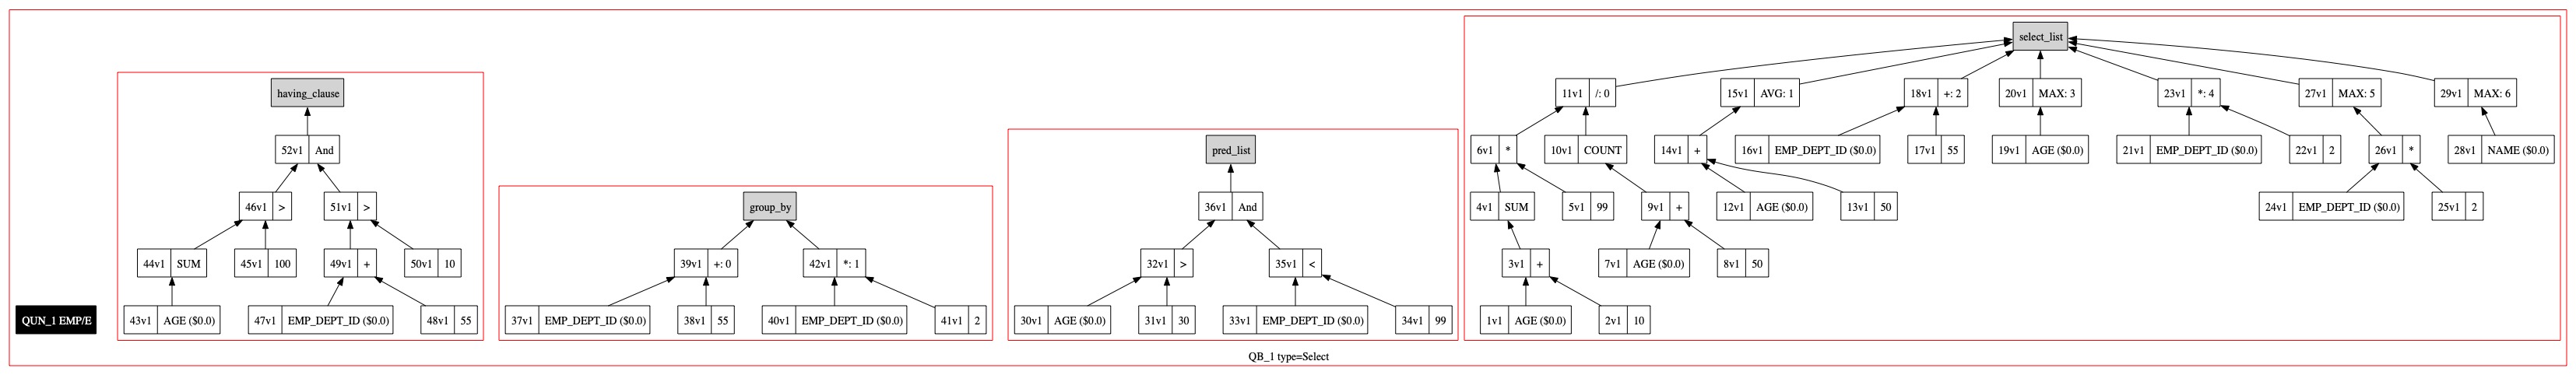 select_list
having_clause
11v1 /: 0
15v1 AVG: 1
18v1 +: 2
20v1 MAX: 3
23v1 *: 4
27v1 MAX: 5
29v1 MAX: 6
52v1 And
pred_list
6v1 *
10v1 COUNT
14v1 +
16v1 EMP_DEPT_ID ($0.0)
17v1 55
19v1 AGE ($0.0)
21v1 EMP_DEPT_ID ($0.0)
22v1 2
26v1 *
28v1 NAME ($0.0)
46v1 >
51v1 >
group_by
36v1 And
4v1 SUM
5v1 99
9v1 +
12v1 AGE ($0.0)
13v1 50
24v1 EMP_DEPT_ID ($0.0)
25v1 2
44v1 SUM
45v1 100
49v1 +
50v1 10
39v1 +: 0
42v1 *: 1
32v1 >
35v1 <
3v1 +
7v1 AGE ($0.0)
8v1 50
QUN_1 EMP/E
43v1 AGE ($0.0)
47v1 EMP_DEPT_ID ($0.0)
48v1 55
37v1 EMP_DEPT_ID ($0.0)
38v1 55
40v1 EMP_DEPT_ID ($0.0)
41v1 2
30v1 AGE ($0.0)
31v1 30
33v1 EMP_DEPT_ID ($0.0)
34v1 99
1v1 AGE ($0.0)
2v1 10
QB_1 type=Select